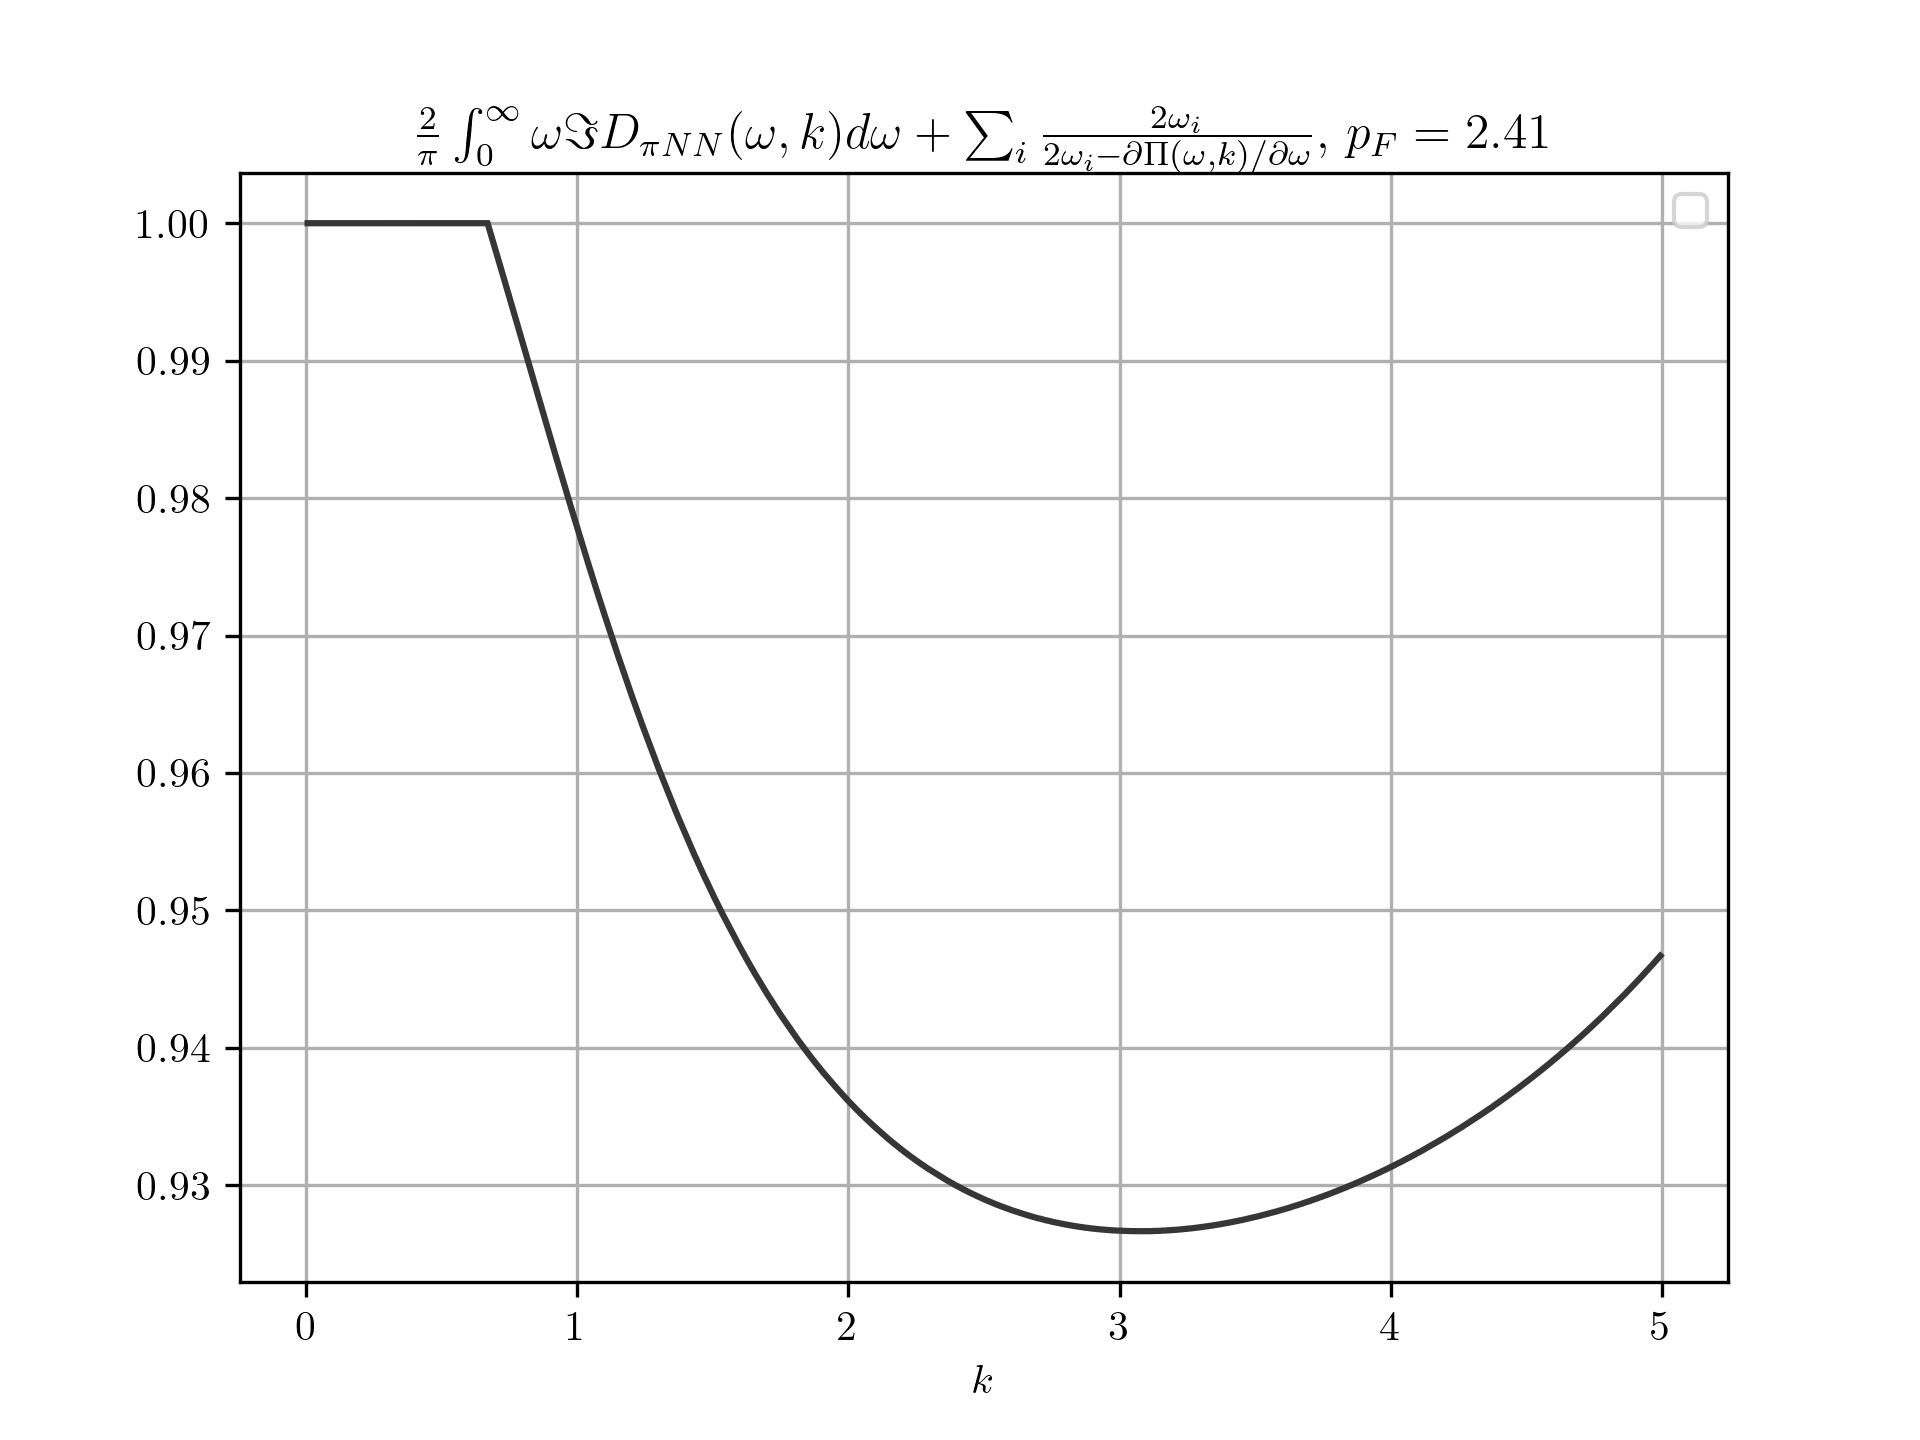 $\frac{2}{\pi} \int_0^\infty \omega \Im D_{\pi NN}(\omega, k) d\omega + \sum_i \frac{2\omega_i}{2\omega_i - \partial\Pi(\omega,k)/\partial\omega}$, $p_F = 2.41$
1.00
0.99
0.98
0.97
0.96
0.95
0.94
0.93
0 1 2 3 4 5
k